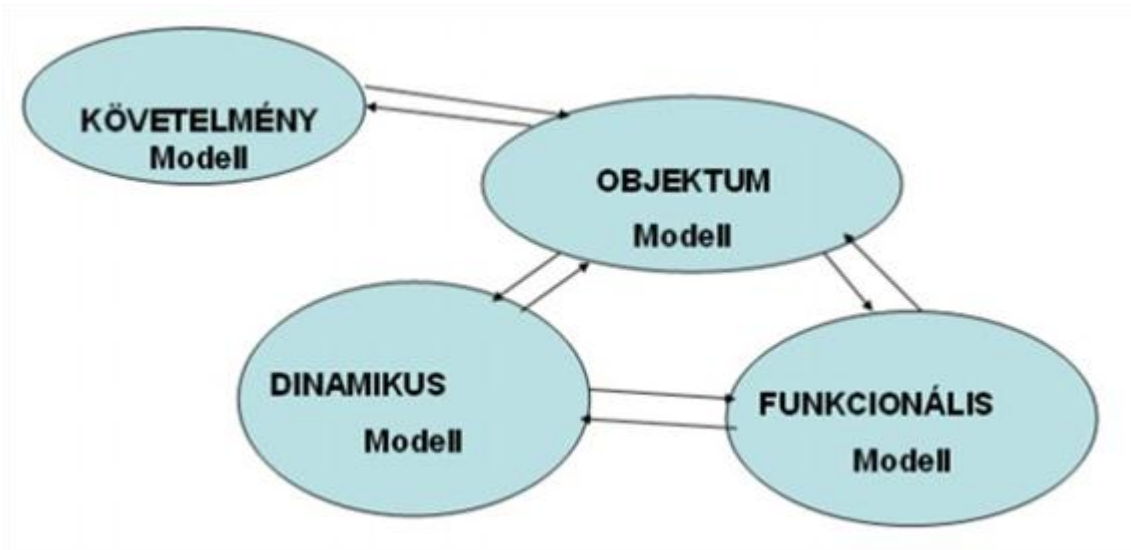 KÖVETELMÉNY
Modell
OBJEKTUM
Modell
DINAMIKUS
Modell
FUNKCIONÁLIS
Modell